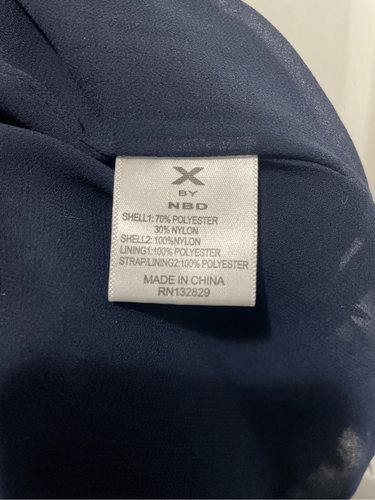 X
BY
NBD
SHELL1: 70% POLYESTER
30% NYLON
SHELL2: 100%NYLON
LINING1:100% POLYESTER
STRAP/LINING2:100% POLYESTER
MADE IN CHINA
RN132829